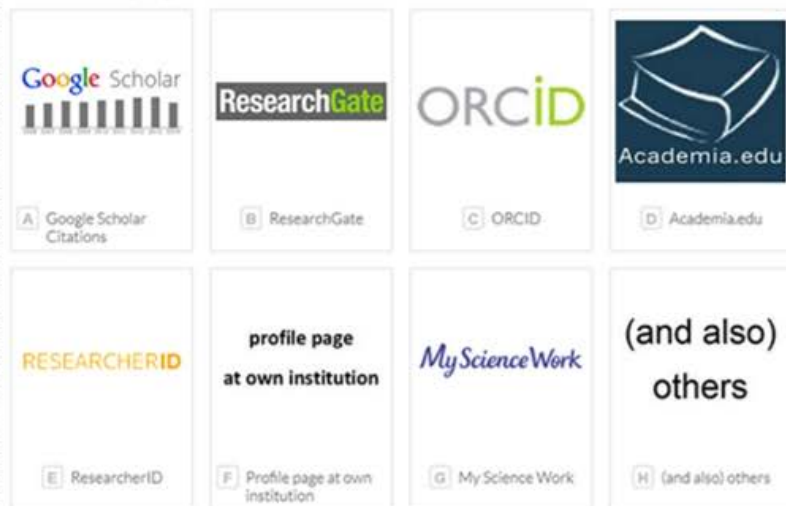 Google Scholar
A Google Scholar Citations
ResearchGate
B ResearchGate
ORCiD
C ORCID
Academia.edu
D Academia.edu
RESEARCHERID
E ResearcherID
profile page
at own institution
F Profile page at own
institution
MyScienceWork
G My Science Work
(and also)
others
H (and also) others